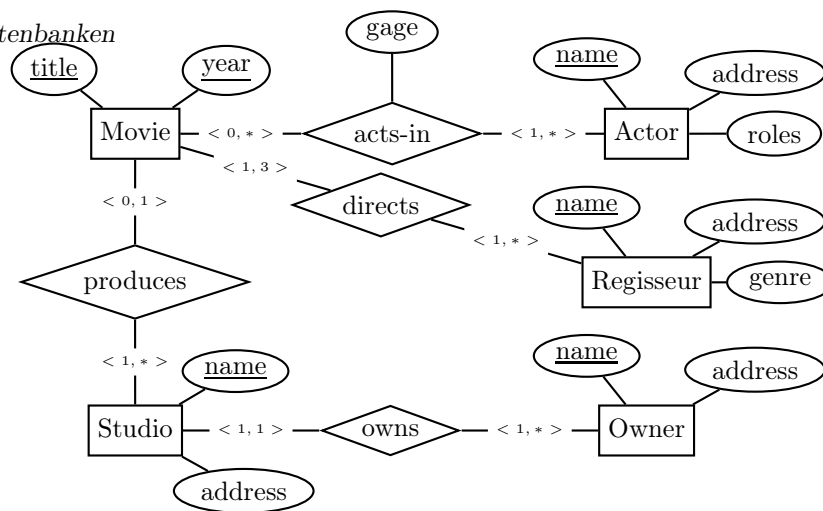 tenbanken
gage
title
year
name
address
Movie
< 0, ∗ >
acts-in
< 1, ∗ >
Actor
roles
< 1, 3 >
< 0, 1 >
directs
name
address
< 1, ∗ >
Regisseur
genre
produces
< 1, ∗ >
name
name
address
Studio
< 1, 1 >
owns
< 1, ∗ >
Owner
address